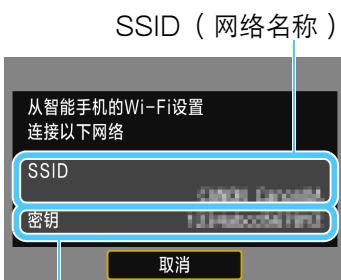 SSID（网络名称）
从智能手机的Wi-Fi设置
连接以下网络
SSID
密钥
取消